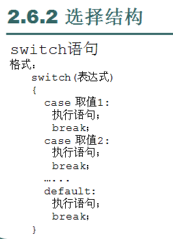 2.6.2 选择结构
switch语句
格式：
switch(表达式)
{
case 取值1:
执行语句；
break；
case 取值2:
执行语句；
break；
…...
default:
执行语句；
break；
}